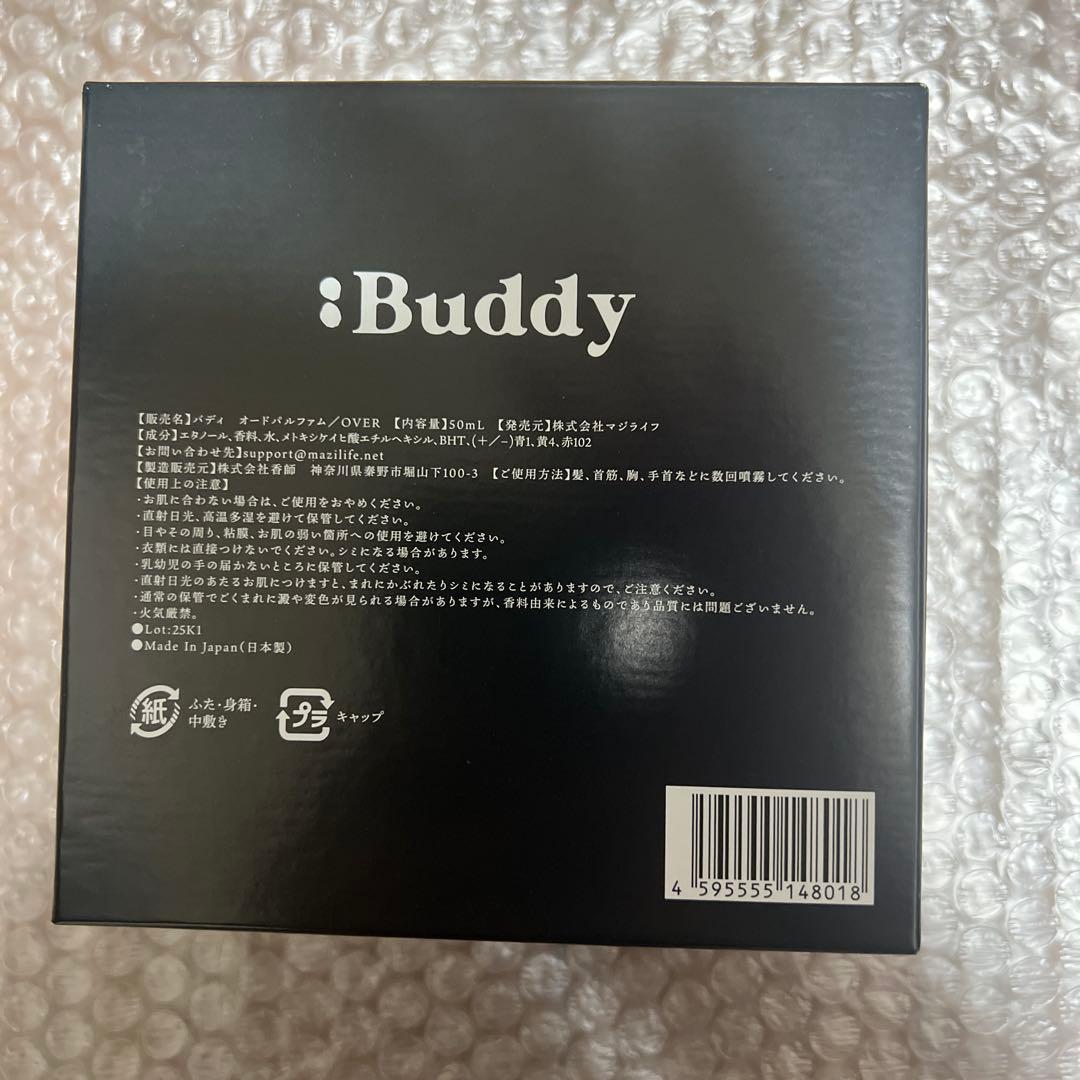 :Buddy
【販売名】バディ オードパルファム／OVER 【内容量】50mL 【発売元】株式会社マジライフ
【成分】エタノール、香料、水、メトキシケイヒ酸エチルヘキシル、BHT、(＋／−)青1、黄4、赤102
【お問い合わせ先】support@mazilife.net
【製造販売元】株式会社香師 神奈川県秦野市堀山下100-3 【ご使用方法】髪、首筋、胸、手首などに数回噴霧してください。
【使用上の注意】
・お肌に合わない場合は、ご使用をおやめください。
・直射日光、高温多湿を避けて保管してください。
・目やその周り、粘膜、お肌の弱い箇所への使用を避けてください。
・衣類には直接つけないでください。シミになる場合があります。
・乳幼児の手の届かないところに保管してください。
・直射日光のあたるお肌につけますと、まれにかぶれたりシミになることがありますので、ご注意ください。
・通常の保管でごくまれに澱や変色が見られる場合がありますが、香料由来によるものであり品質には問題ございません。
・火気厳禁。
●Lot:25K1
●Made In Japan(日本製)
紙 ふた・身箱・
中敷き
プラ キャップ
4 595555 148018